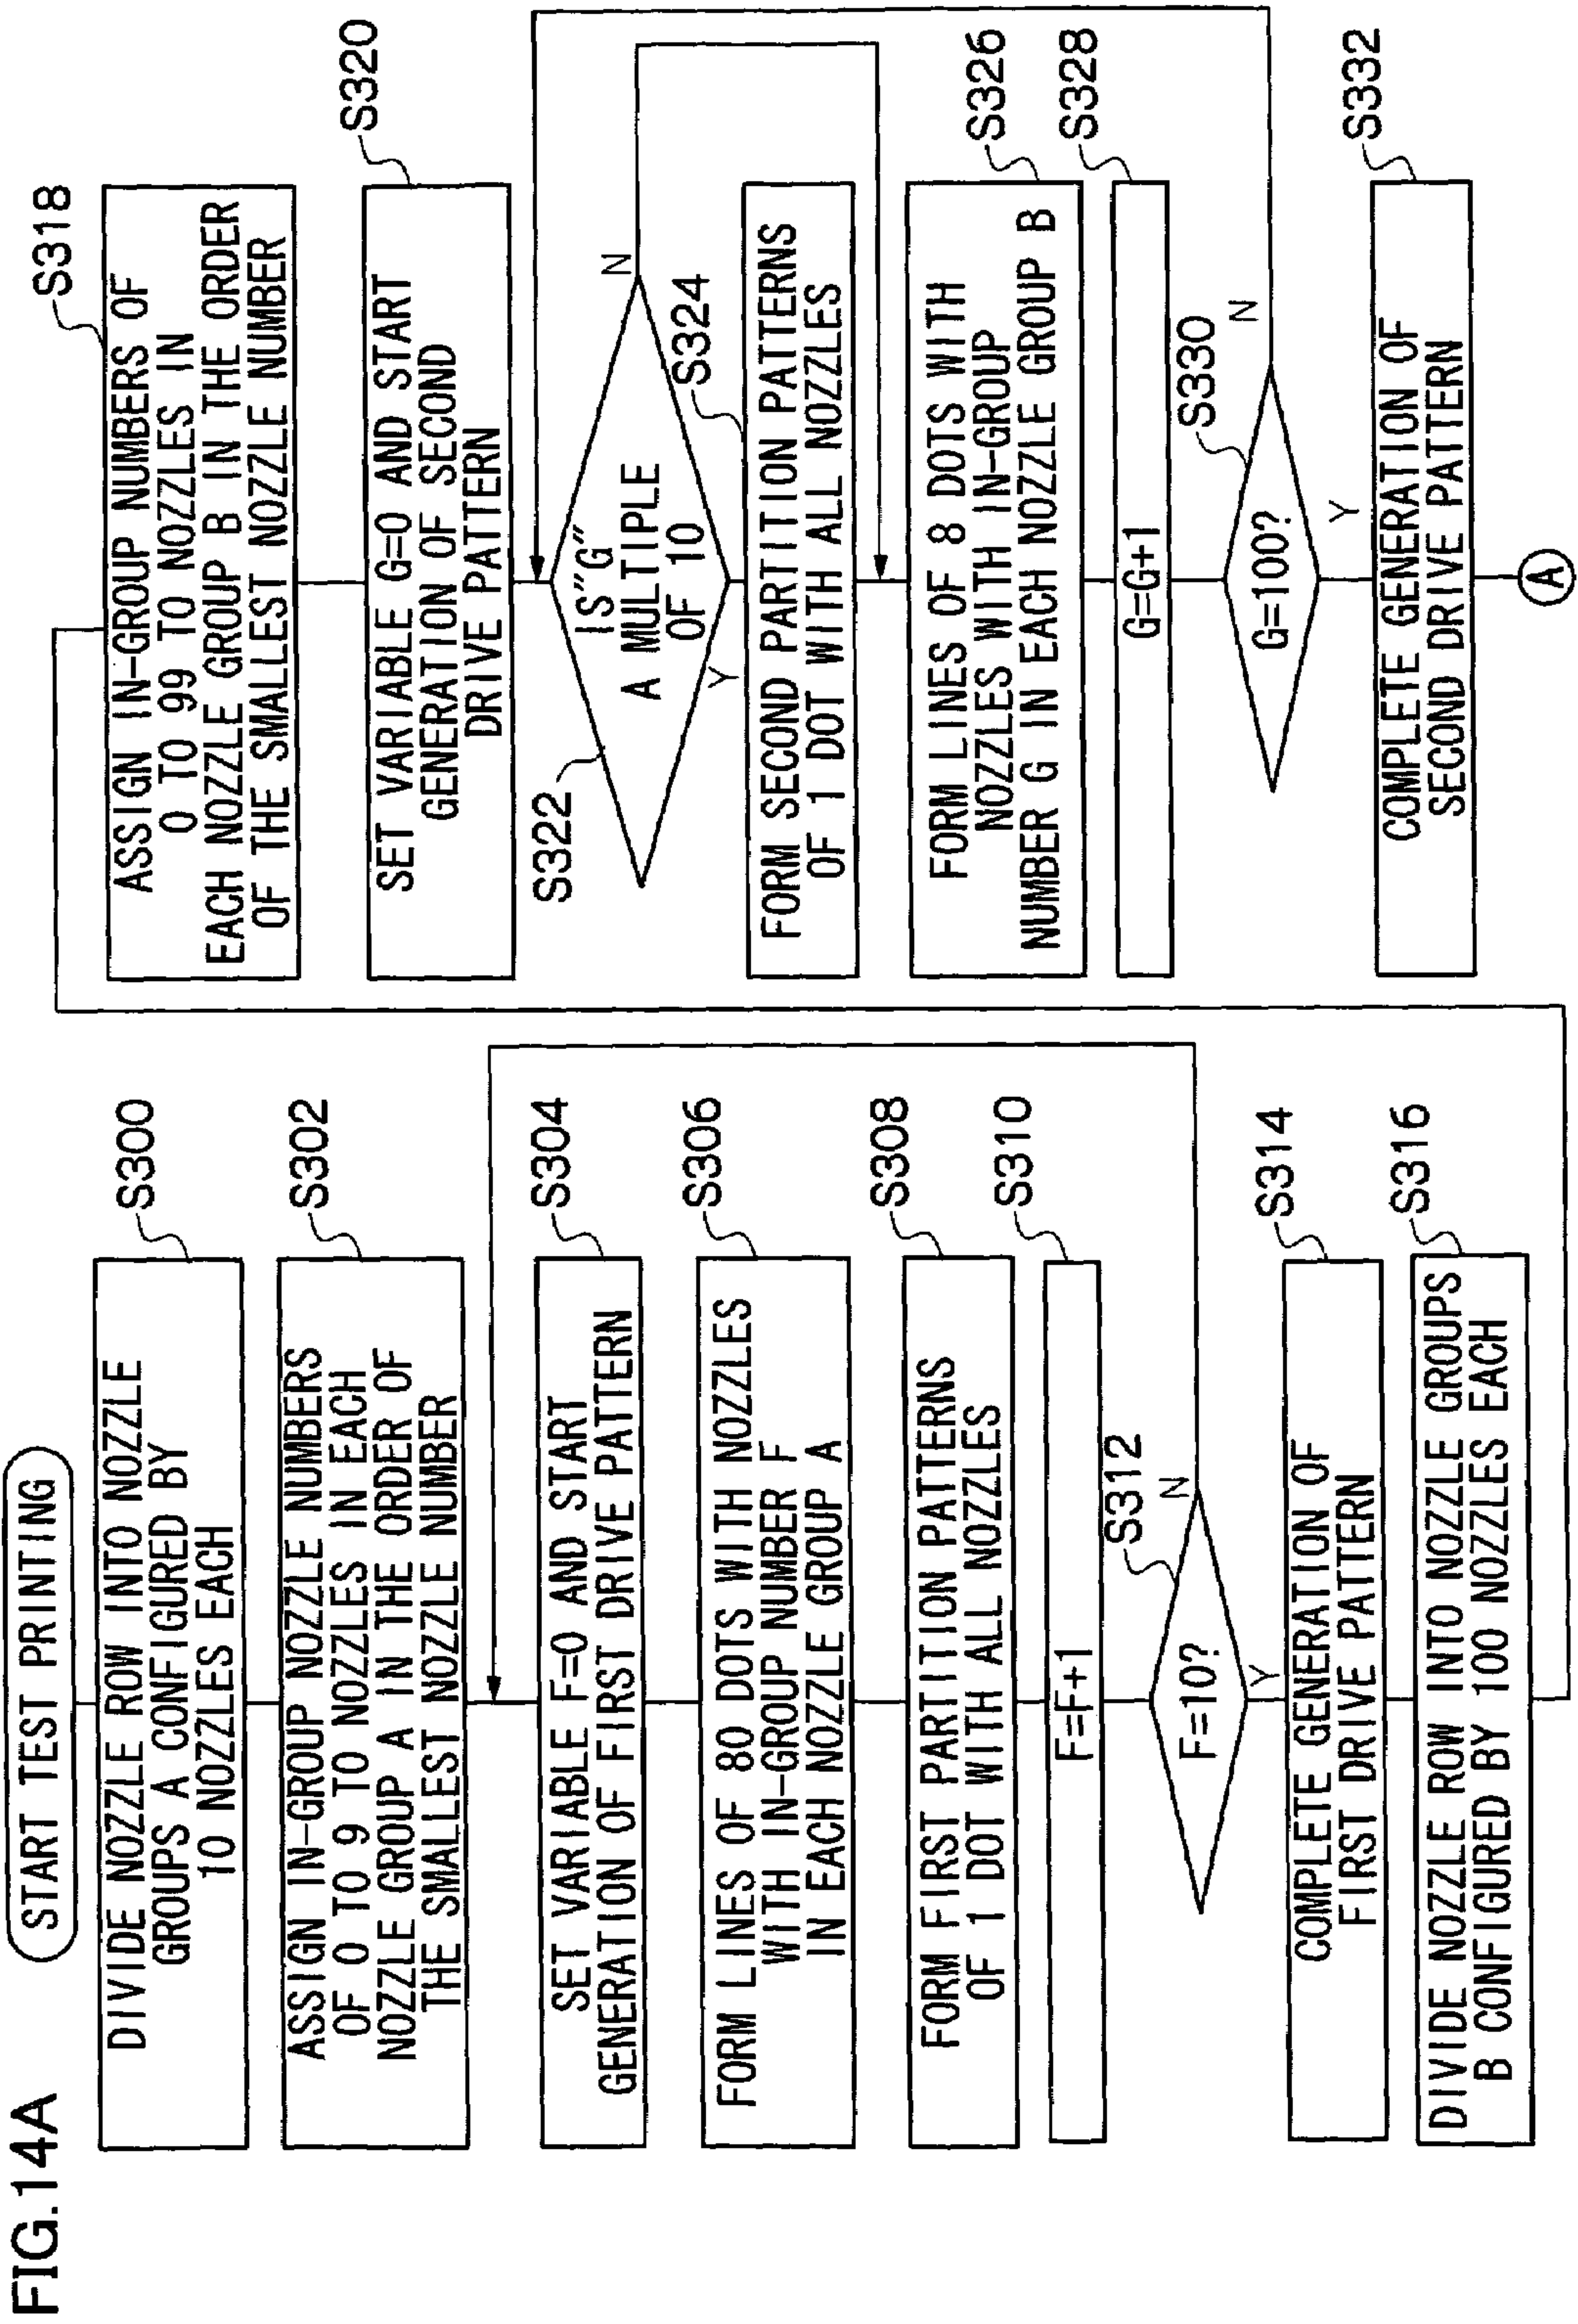 FIG.14A
START TEST PRINTING
S300
DIVIDE NOZZLE ROW INTO NOZZLE
GROUPS A CONFIGURED BY
10 NOZZLES EACH
S302
ASSIGN IN-GROUP NOZZLE NUMBERS
OF 0 TO 9 TO NOZZLES IN EACH
NOZZLE GROUP A IN THE ORDER OF
THE SMALLEST NOZZLE NUMBER
S304
SET VARIABLE F=0 AND START
GENERATION OF FIRST DRIVE PATTERN
S306
FORM LINES OF 80 DOTS WITH NOZZLES
WITH IN-GROUP NUMBER F
IN EACH NOZZLE GROUP A
S308
FORM FIRST PARTITION PATTERNS
OF 1 DOT WITH ALL NOZZLES
S310
F=F+1
S312
F=10?
N
Y
S314
COMPLETE GENERATION OF
FIRST DRIVE PATTERN
S316
DIVIDE NOZZLE ROW INTO NOZZLE GROUPS
B CONFIGURED BY 100 NOZZLES EACH
S318
ASSIGN IN-GROUP NUMBERS OF
0 TO 99 TO NOZZLES IN
EACH NOZZLE GROUP B IN THE ORDER
OF THE SMALLEST NOZZLE NUMBER
S320
SET VARIABLE G=0 AND START
GENERATION OF SECOND
DRIVE PATTERN
S322
IS"G"
A MULTIPLE
OF 10
N
Y
S324
FORM SECOND PARTITION PATTERNS
OF 1 DOT WITH ALL NOZZLES
S326
FORM LINES OF 8 DOTS WITH
NOZZLES WITH IN-GROUP
NUMBER G IN EACH NOZZLE GROUP B
S328
G=G+1
S330
G=100?
N
Y
S332
COMPLETE GENERATION OF
SECOND DRIVE PATTERN
A